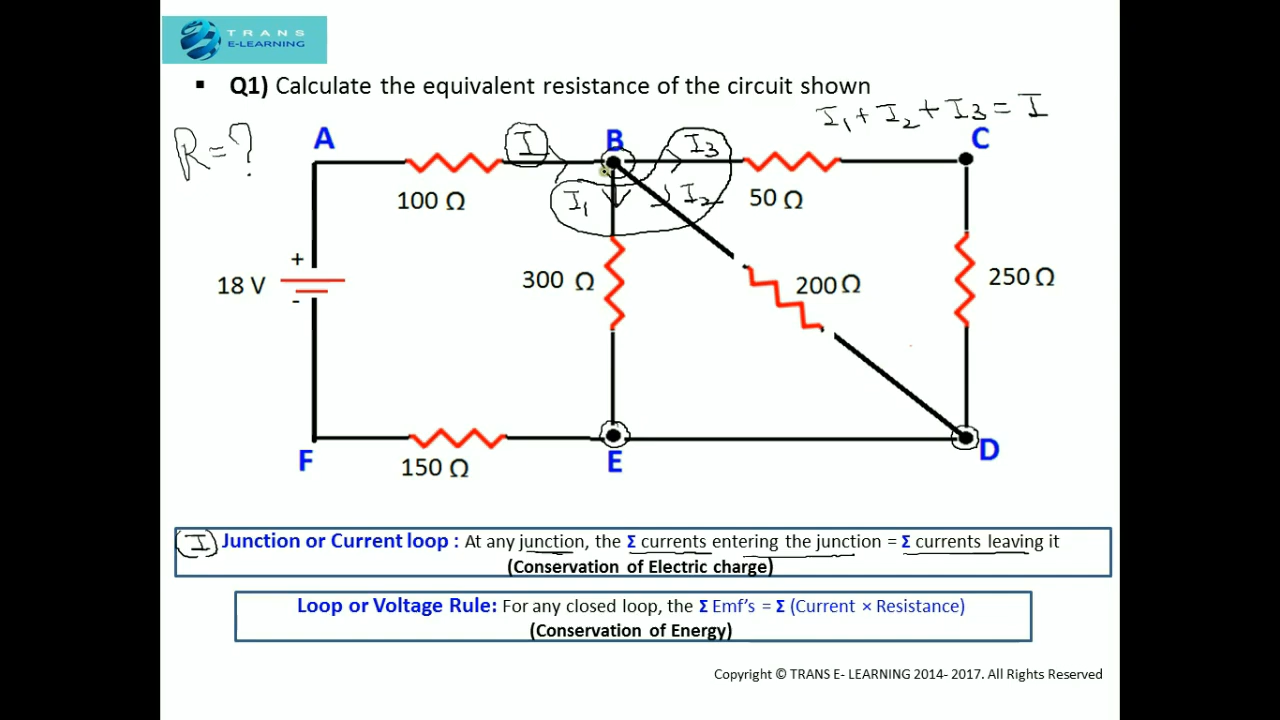 TRANS
E-LEARNING
▪ Q1) Calculate the equivalent resistance of the circuit shown
I₁ + I₂ + I₃ = I
R = ?
A
I
B
I₃
C
100 Ω
I₁
I₂
50 Ω
+
18 V
-
300 Ω
200Ω
250 Ω
F
150 Ω
E
D
I Junction or Current loop : At any junction, the Σ currents entering the junction = Σ currents leaving it
(Conservation of Electric charge)
Loop or Voltage Rule: For any closed loop, the Σ Emf’s = Σ (Current × Resistance)
(Conservation of Energy)
Copyright © TRANS E- LEARNING 2014- 2017. All Rights Reserved